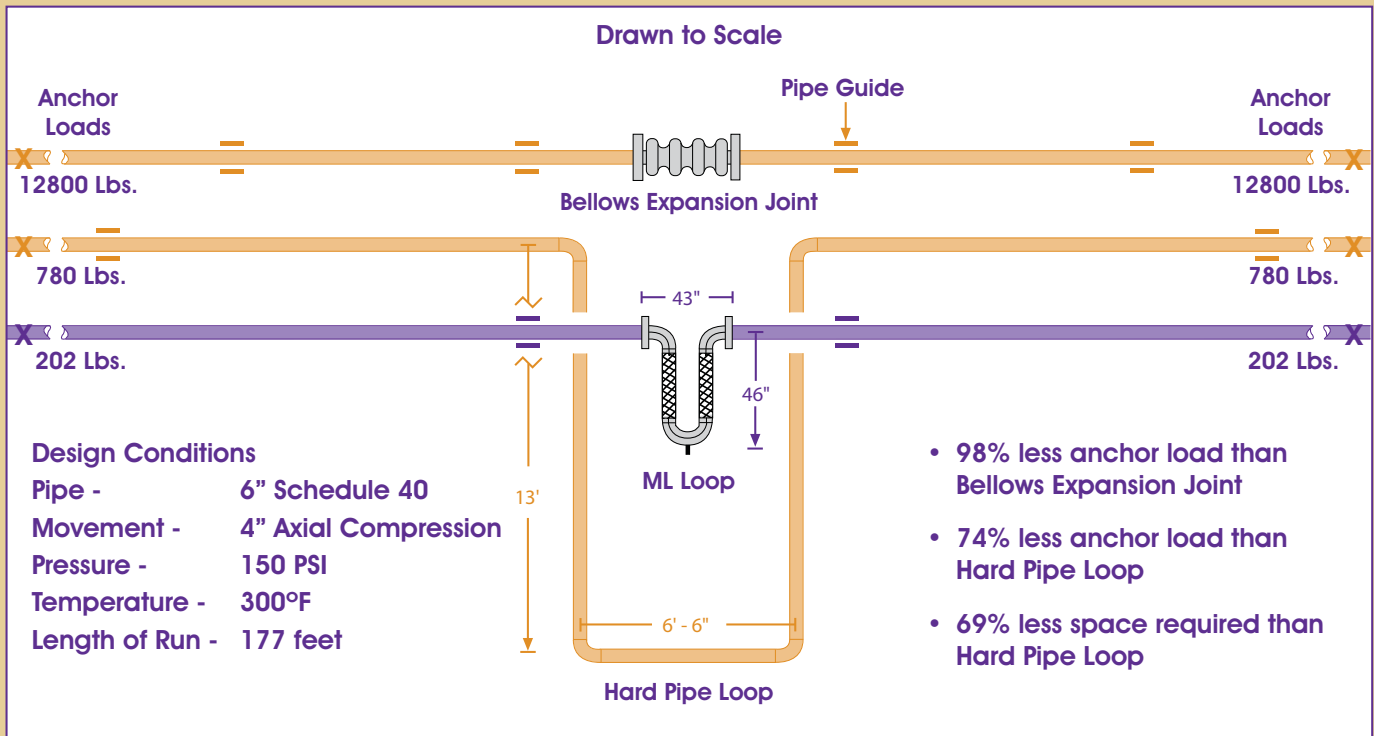 Drawn to Scale
Pipe Guide
Anchor
Loads
Anchor
Loads
X
X
12800 Lbs.
12800 Lbs.
Bellows Expansion Joint
X
X
780 Lbs.
780 Lbs.
43"
X
X
202 Lbs.
202 Lbs.
46"
ML Loop
13'
6' - 6"
Hard Pipe Loop
Design Conditions
Pipe - 6” Schedule 40
Movement - 4” Axial Compression
Pressure - 150 PSI
Temperature - 300°F
Length of Run - 177 feet
• 98% less anchor load than
Bellows Expansion Joint
• 74% less anchor load than
Hard Pipe Loop
• 69% less space required than
Hard Pipe Loop